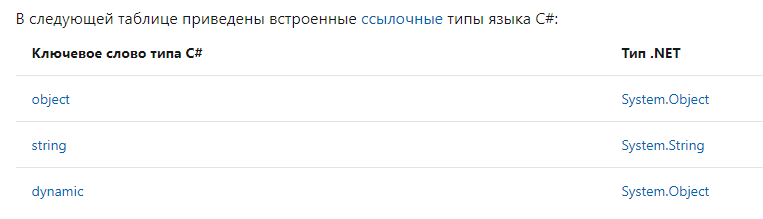 В следующей таблице приведены встроенные ссылочные типы языка C#:
Ключевое слово типа C# Тип .NET
object System.Object
string System.String
dynamic System.Object